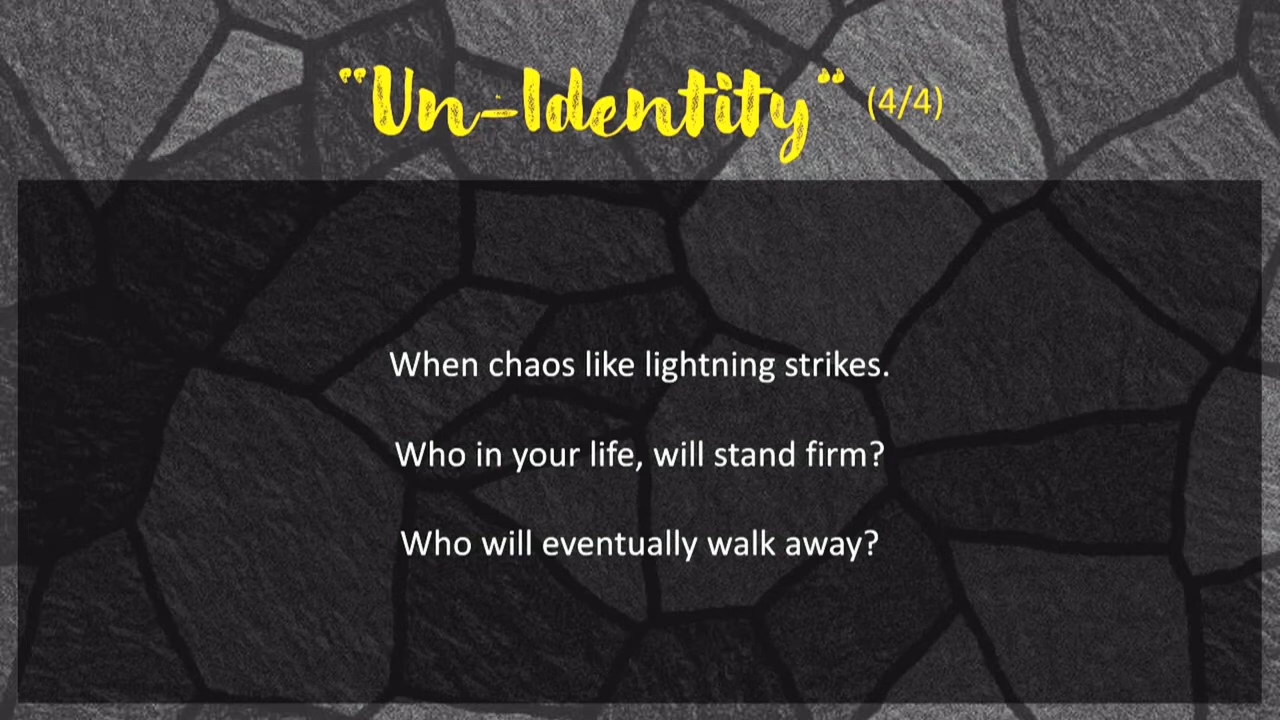 "Un-Identity" (4/4)
When chaos like lightning strikes.
Who in your life, will stand firm?
Who will eventually walk away?